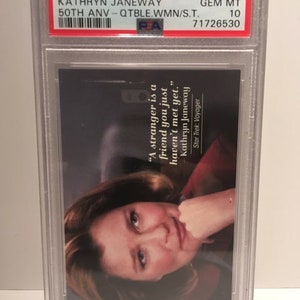 KATHRYN JANEWAY GEM MT
50TH ANV - QTBLE.WMN/S.T. 10
PSA 71726530
"A stranger is a
friend you just
haven't met yet."
- Kathryn Janeway
Star Trek: Voyager